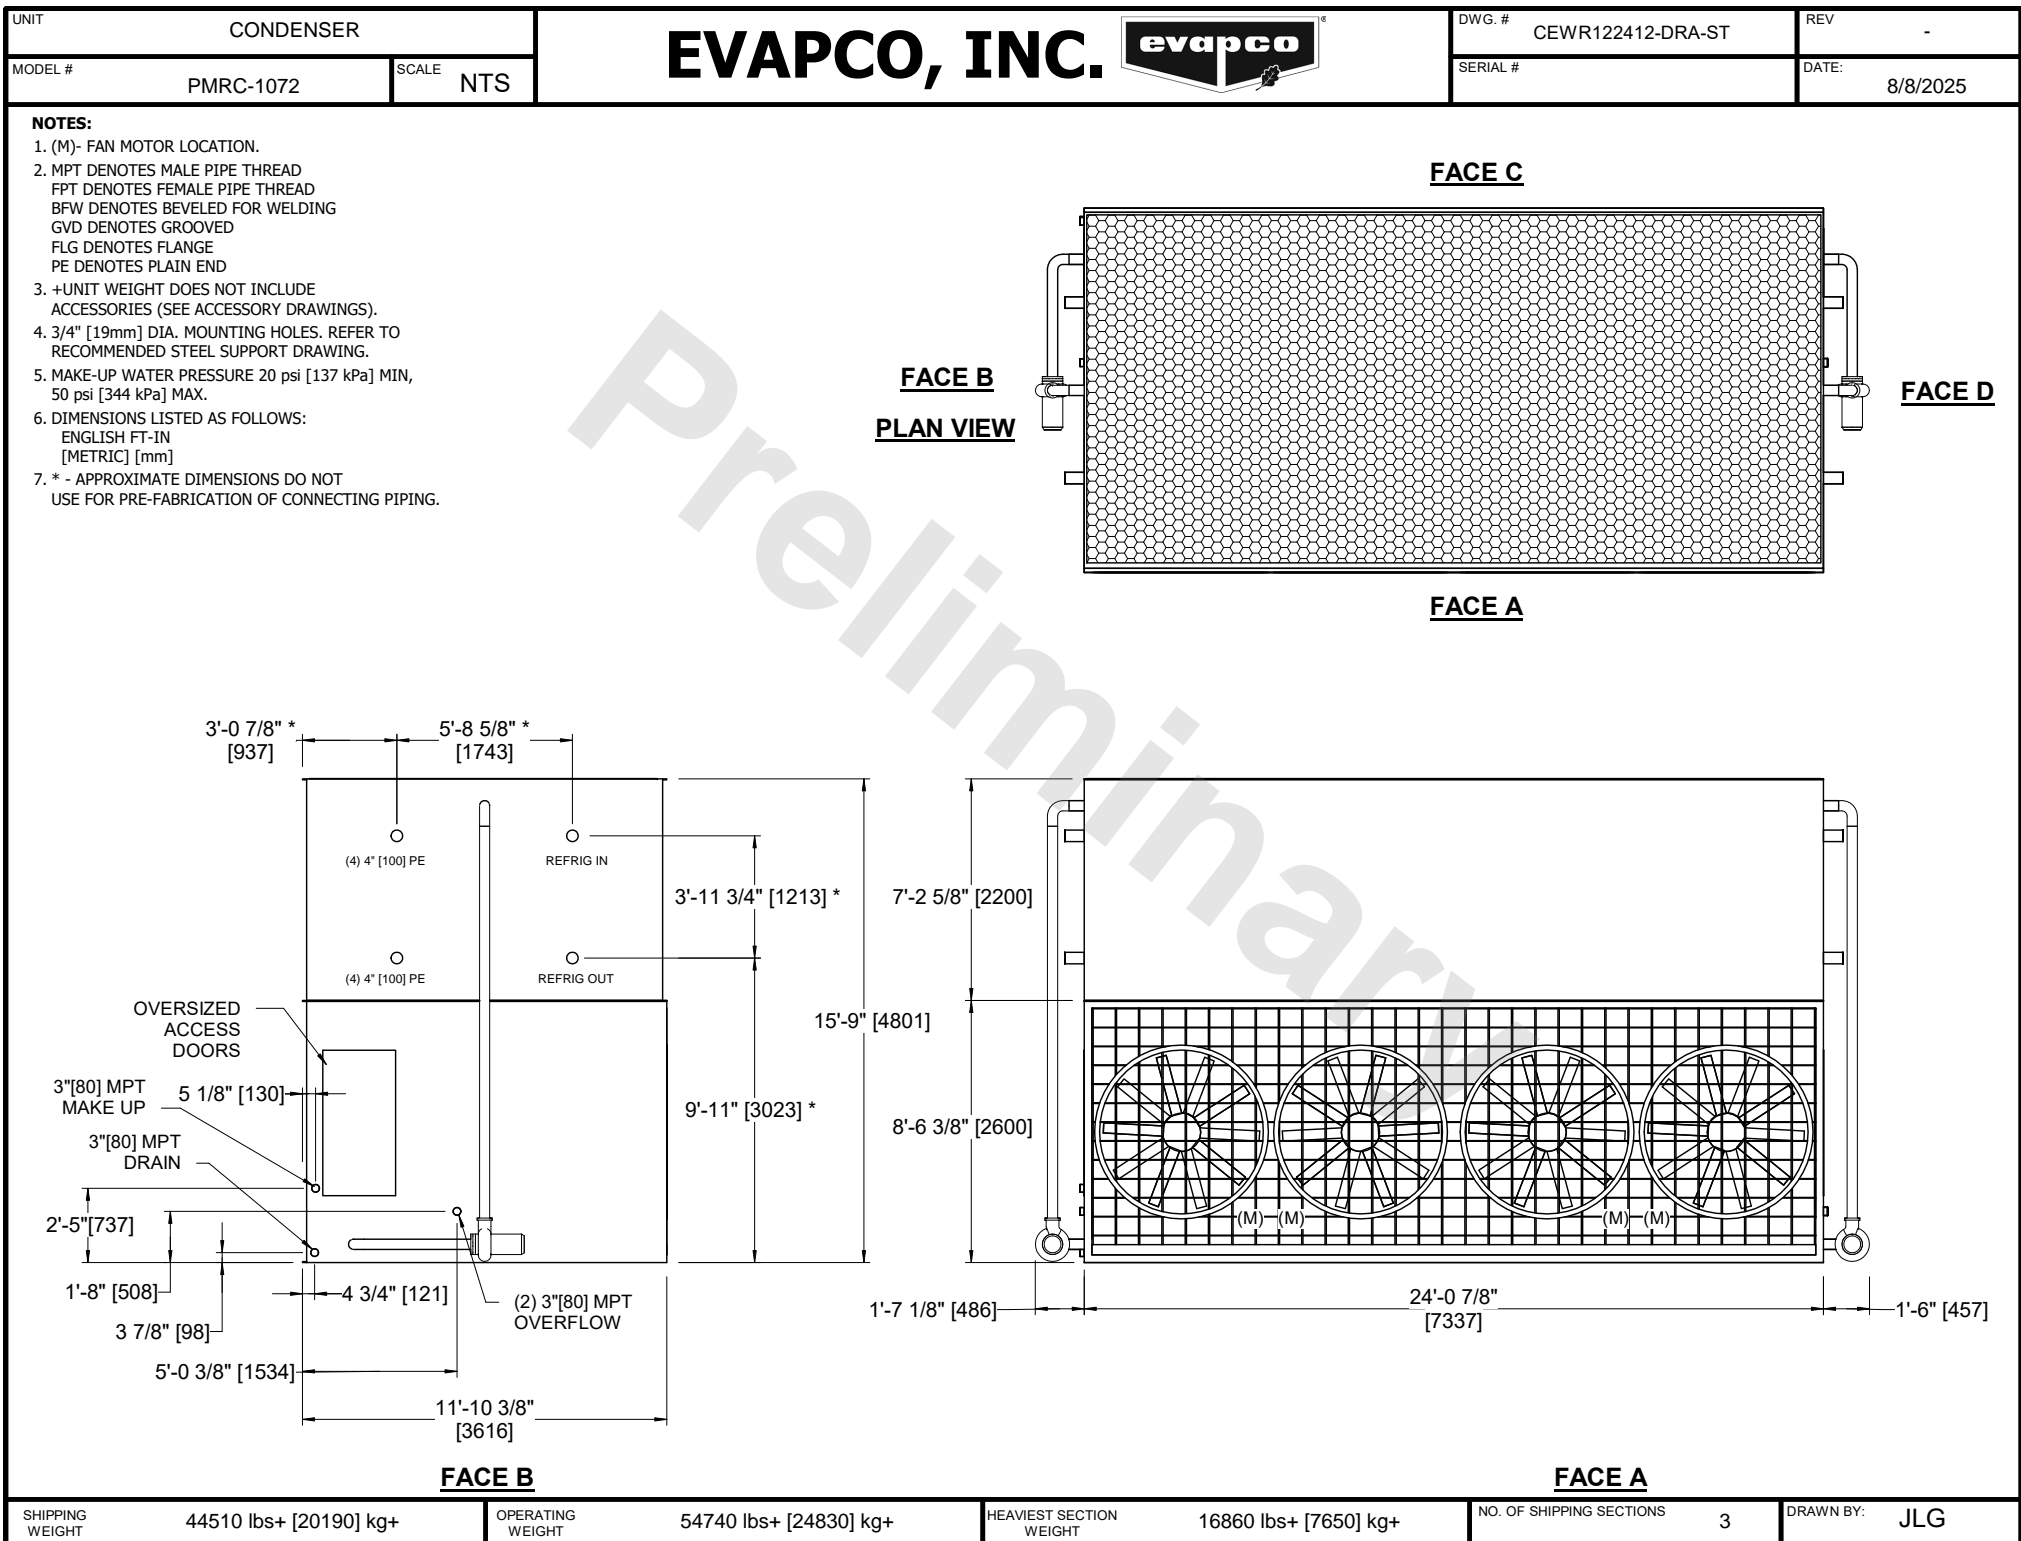 UNIT
CONDENSER
MODEL #
PMRC-1072
SCALE
NTS
EVAPCO, INC.
evapco
®
DWG. #
CEWR122412-DRA-ST
REV
-
SERIAL #
DATE:
8/8/2025
NOTES:
1. (M)- FAN MOTOR LOCATION.
2. MPT DENOTES MALE PIPE THREAD
FPT DENOTES FEMALE PIPE THREAD
BFW DENOTES BEVELED FOR WELDING
GVD DENOTES GROOVED
FLG DENOTES FLANGE
PE DENOTES PLAIN END
3. +UNIT WEIGHT DOES NOT INCLUDE
ACCESSORIES (SEE ACCESSORY DRAWINGS).
4. 3/4" [19mm] DIA. MOUNTING HOLES. REFER TO
RECOMMENDED STEEL SUPPORT DRAWING.
5. MAKE-UP WATER PRESSURE 20 psi [137 kPa] MIN,
50 psi [344 kPa] MAX.
6. DIMENSIONS LISTED AS FOLLOWS:
ENGLISH FT-IN
[METRIC] [mm]
7. * - APPROXIMATE DIMENSIONS DO NOT
USE FOR PRE-FABRICATION OF CONNECTING PIPING.
FACE C
FACE B
PLAN VIEW
FACE D
FACE A
Preliminary
3'-0 7/8" *
[937]
5'-8 5/8" *
[1743]
(4) 4" [100] PE
REFRIG IN
3'-11 3/4" [1213] *
(4) 4" [100] PE
REFRIG OUT
15'-9" [4801]
9'-11" [3023] *
OVERSIZED
ACCESS
DOORS
3"[80] MPT
MAKE UP
5 1/8" [130]
3"[80] MPT
DRAIN
2'-5"[737]
1'-8" [508]
3 7/8" [98]
4 3/4" [121]
(2) 3"[80] MPT
OVERFLOW
5'-0 3/8" [1534]
11'-10 3/8"
[3616]
FACE B
7'-2 5/8" [2200]
8'-6 3/8" [2600]
(M) (M) (M) (M)
1'-7 1/8" [486]
24'-0 7/8"
[7337]
1'-6" [457]
FACE A
SHIPPING
WEIGHT
44510 lbs+ [20190] kg+
OPERATING
WEIGHT
54740 lbs+ [24830] kg+
HEAVIEST SECTION
WEIGHT
16860 lbs+ [7650] kg+
NO. OF SHIPPING SECTIONS
3
DRAWN BY:
JLG